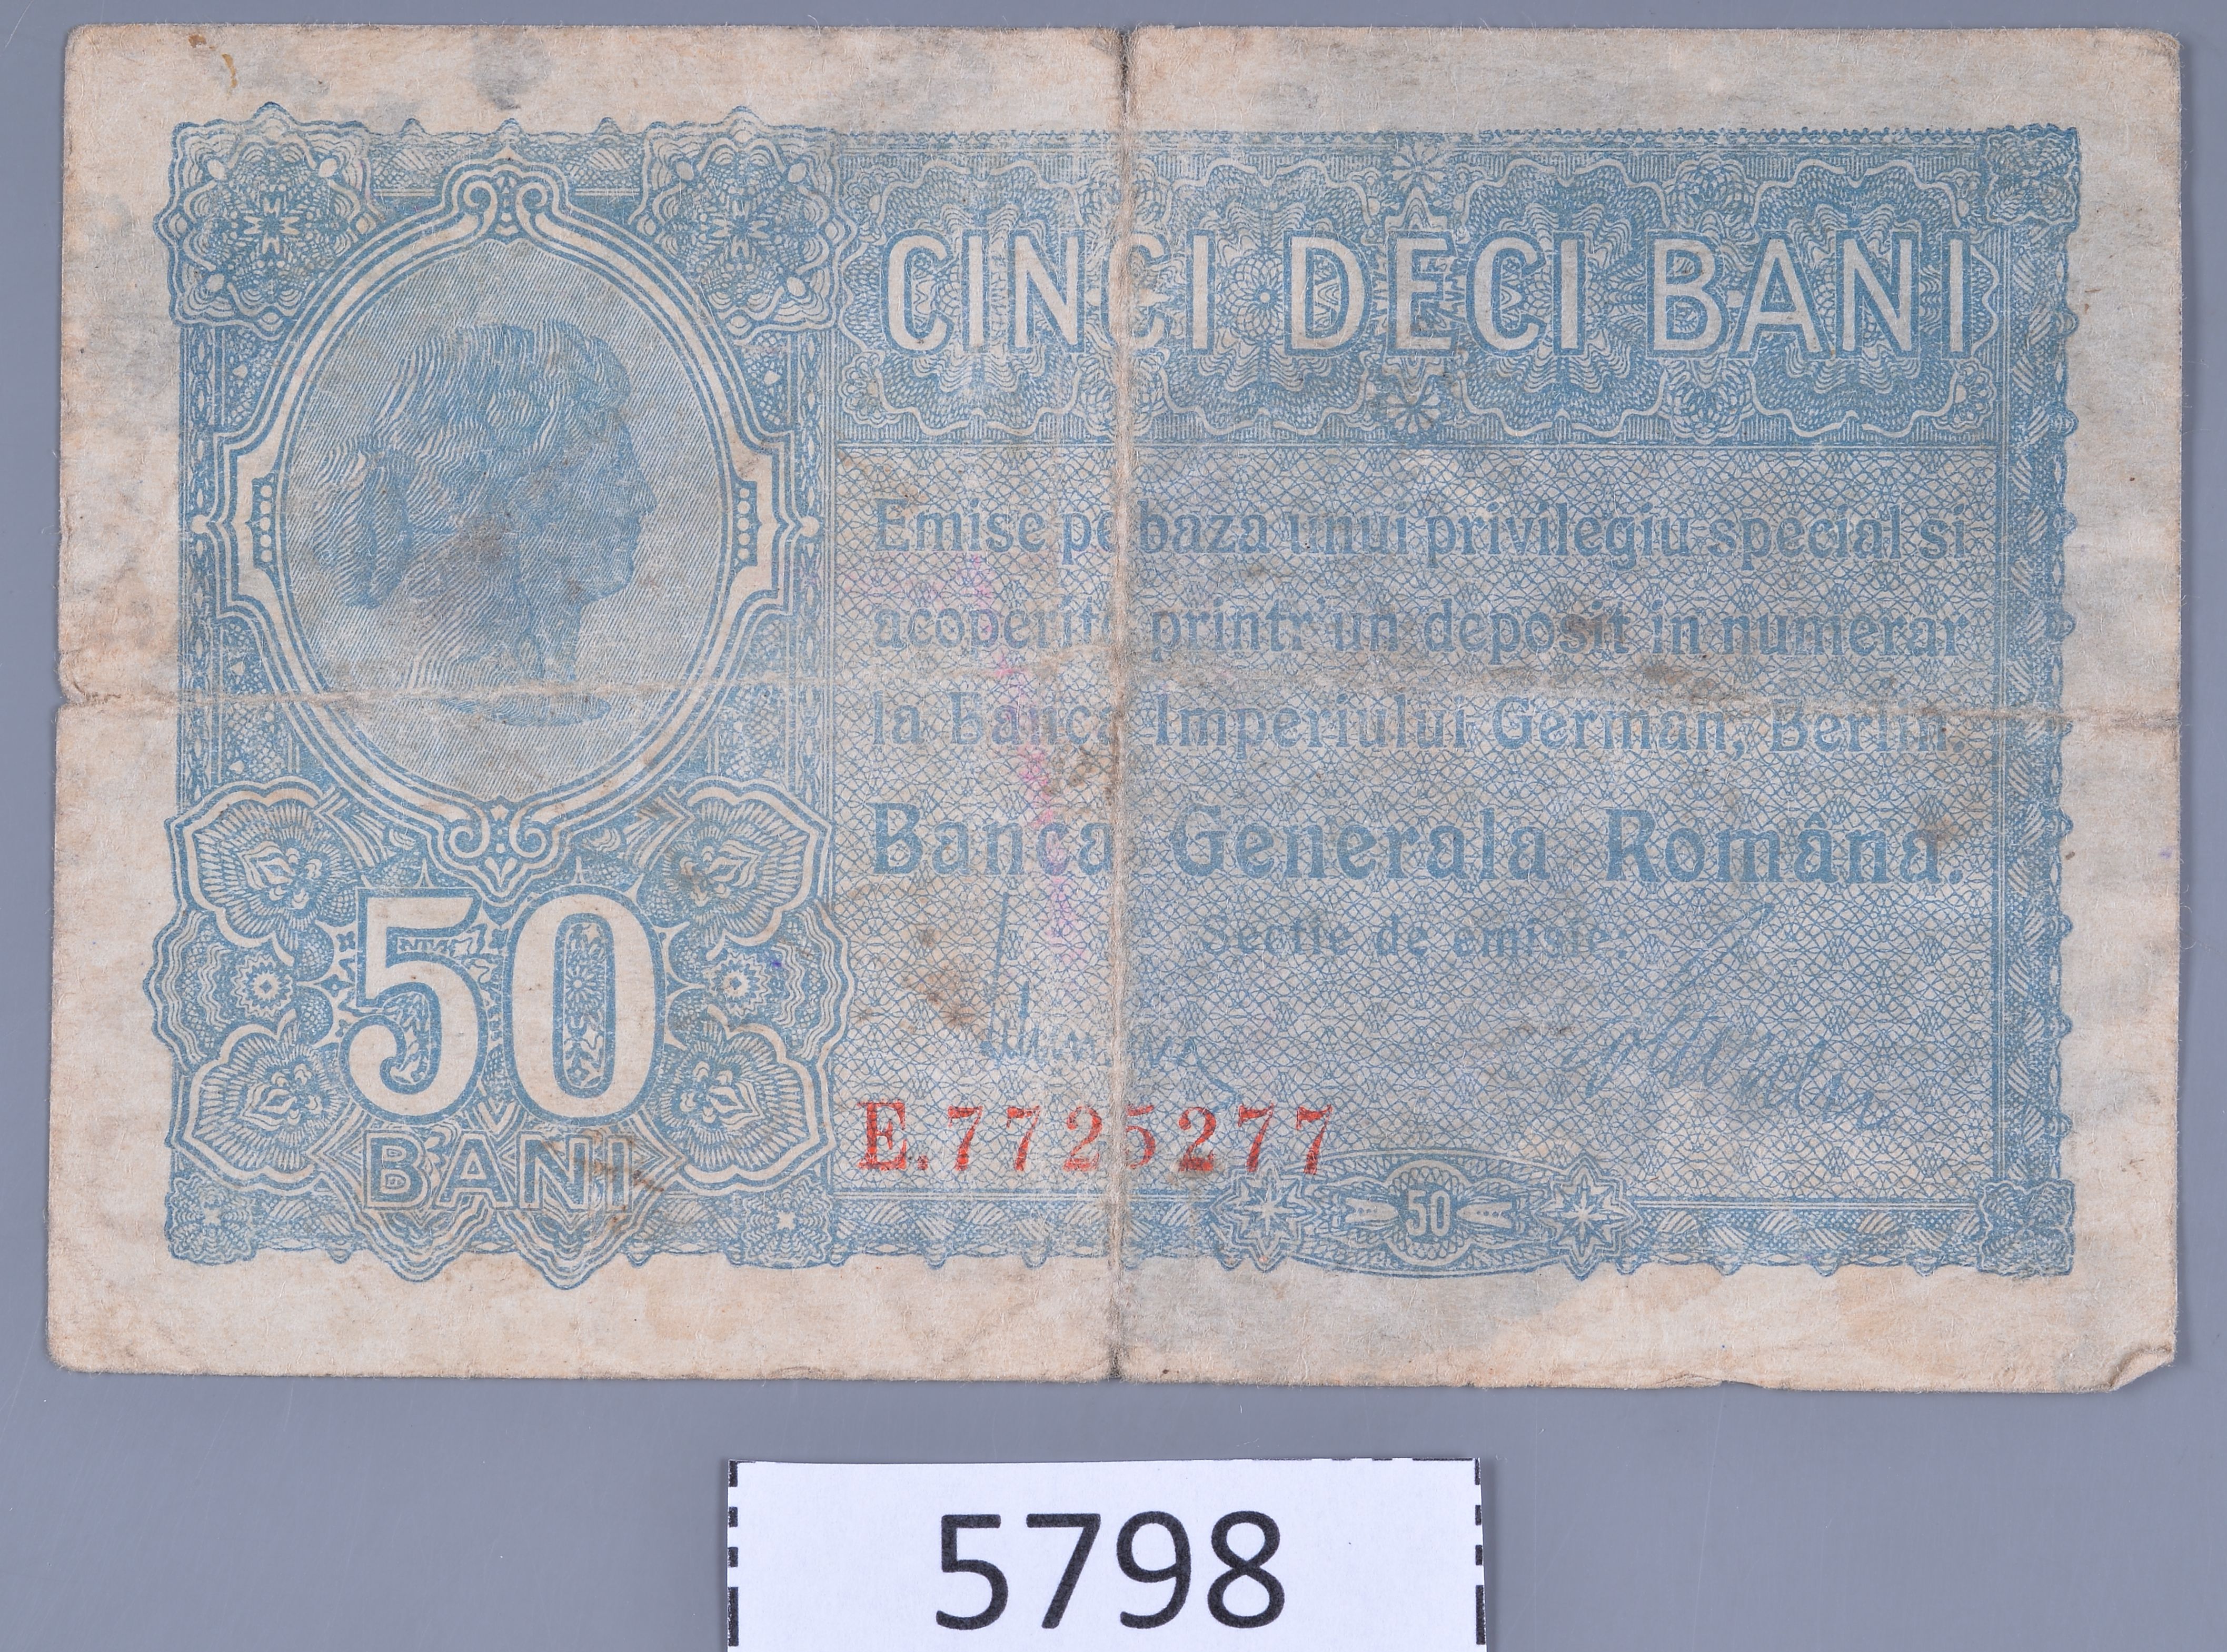 CINCI DECI BANI
Emise pe baza unui privilegiu special si
acoperite printr'un deposit in numerar
la Banca Imperiului German, Berlin.
Banca Generala Română.
Sectie de emisie:
50
BANI
E.7725277
50
5798